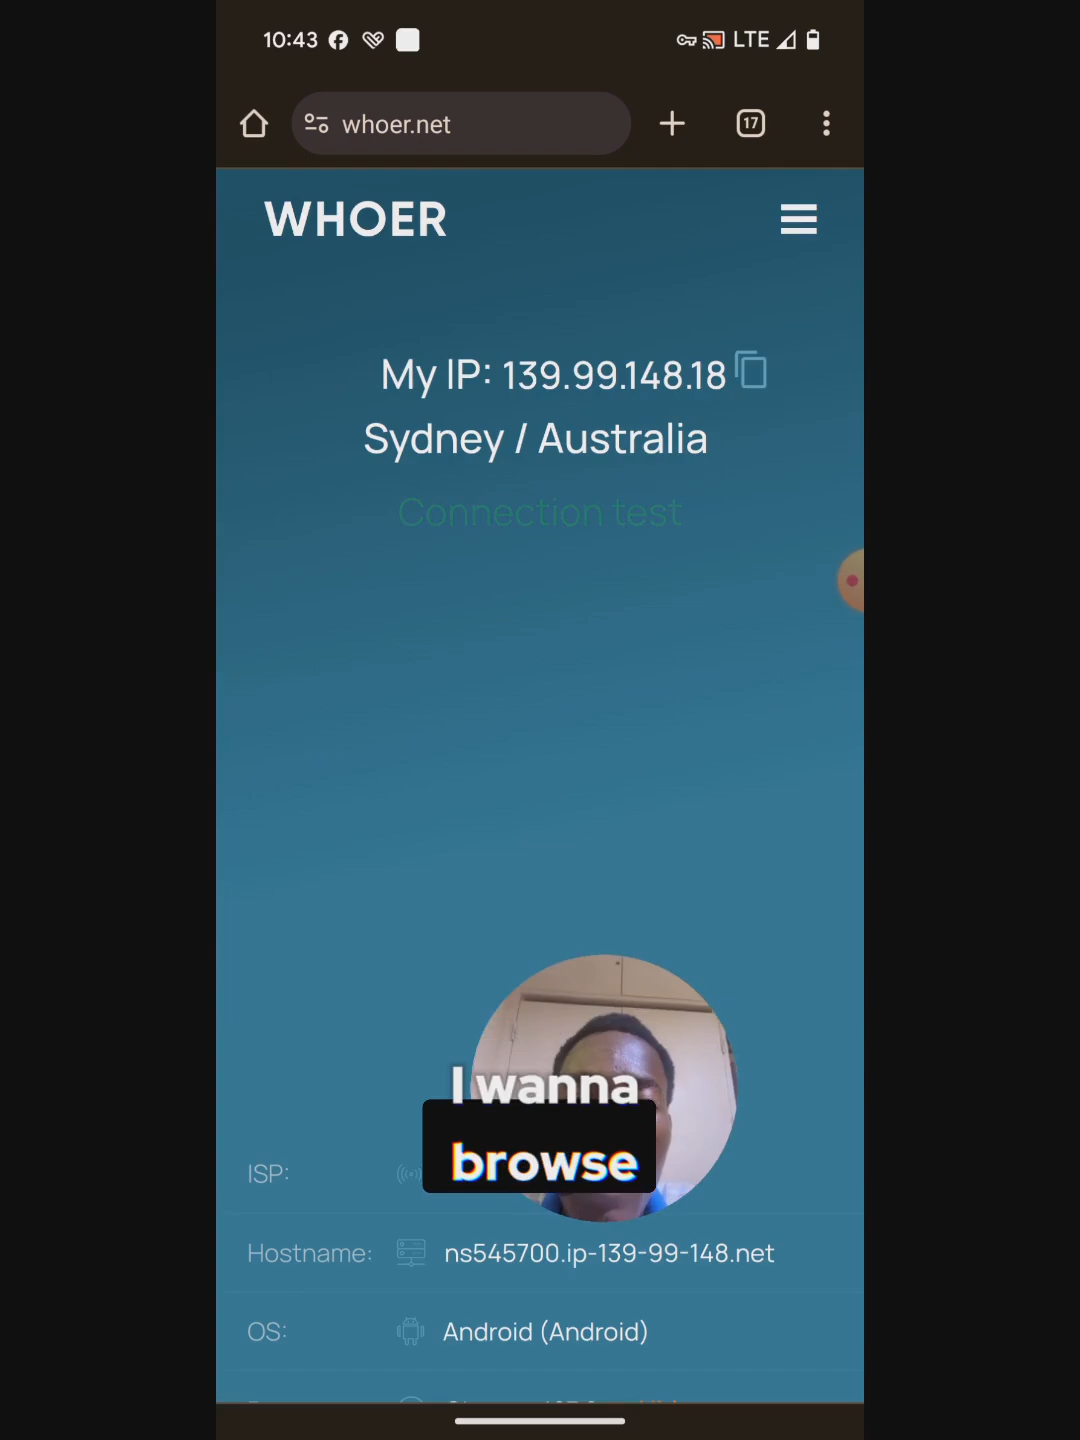 10:43 LTE
whoer.net 17
WHOER
My IP: 139.99.148.18
Sydney / Australia
Connection test
I wanna
browse
ISP:
Hostname: ns545700.ip-139-99-148.net
OS: Android (Android)